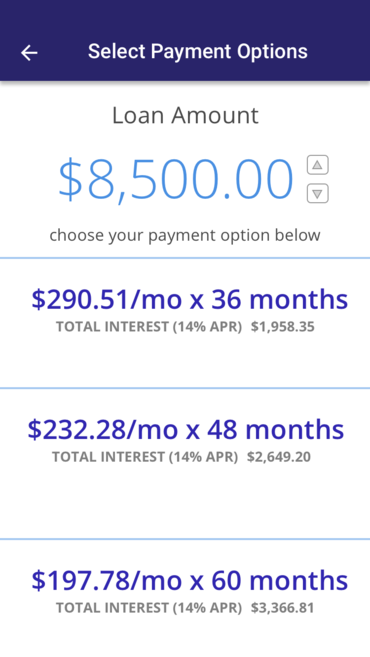 Select Payment Options
Loan Amount
$8,500.00
choose your payment option below
$290.51/mo x 36 months
TOTAL INTEREST (14% APR) $1,958.35
$232.28/mo x 48 months
TOTAL INTEREST (14% APR) $2,649.20
$197.78/mo x 60 months
TOTAL INTEREST (14% APR) $3,366.81